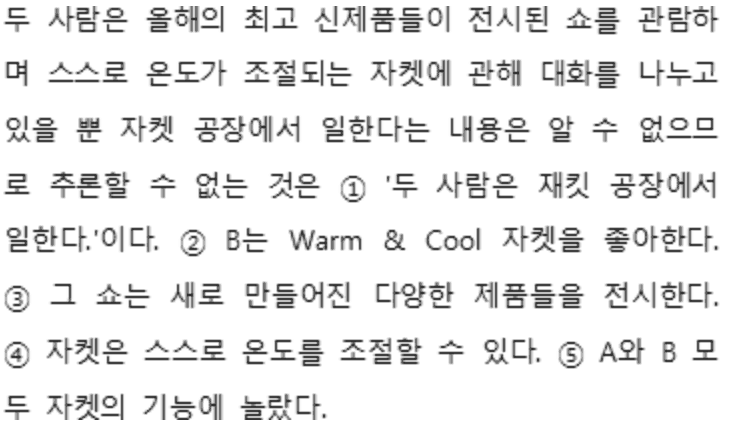 두 사람은 올해의 최고 신제품들이 전시된 쇼를 관람하
며 스스로 온도가 조절되는 자켓에 관해 대화를 나누고
있을 뿐 자켓 공장에서 일한다는 내용은 알 수 없으므
로 추론할 수 없는 것은 ① '두 사람은 재킷 공장에서
일한다.'이다. ② B는 Warm & Cool 자켓을 좋아한다.
③ 그 쇼는 새로 만들어진 다양한 제품들을 전시한다.
④ 자켓은 스스로 온도를 조절할 수 있다. ⑤ A와 B 모
두 자켓의 기능에 놀랐다.